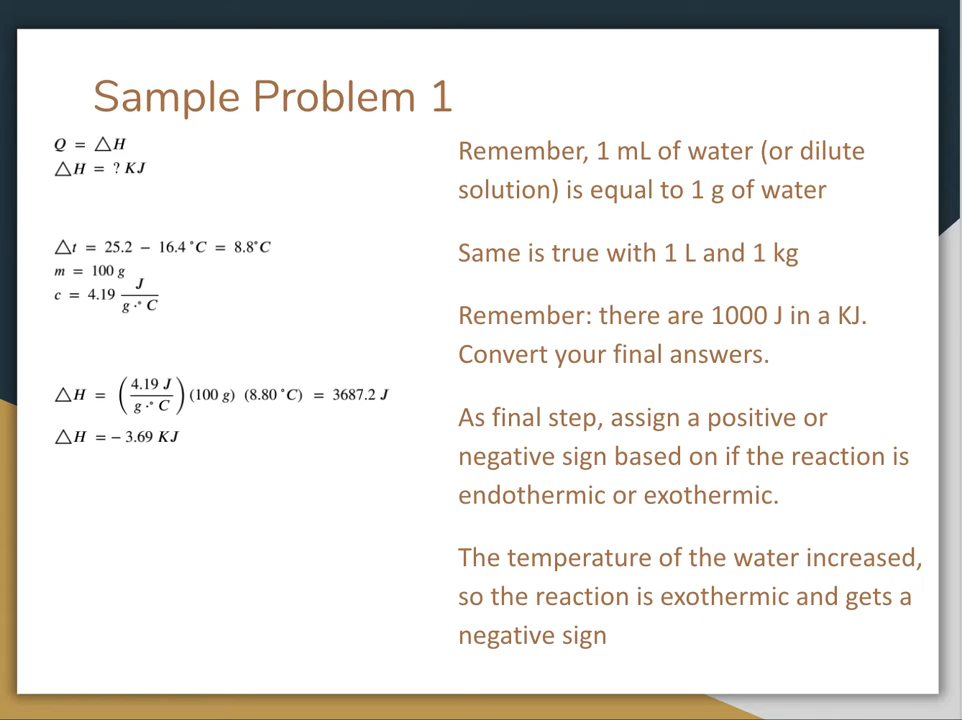 Sample Problem 1
Q = △H
△H = ? KJ
△t = 25.2 − 16.4 ˚C = 8.8˚C
m = 100 g
c = 4.19 J / g ·˚ C
△H = (4.19 J / g ·˚ C) (100 g) (8.80 ˚C) = 3687.2 J
△H = − 3.69 KJ
Remember, 1 mL of water (or dilute
solution) is equal to 1 g of water
Same is true with 1 L and 1 kg
Remember: there are 1000 J in a KJ.
Convert your final answers.
As final step, assign a positive or
negative sign based on if the reaction is
endothermic or exothermic.
The temperature of the water increased,
so the reaction is exothermic and gets a
negative sign